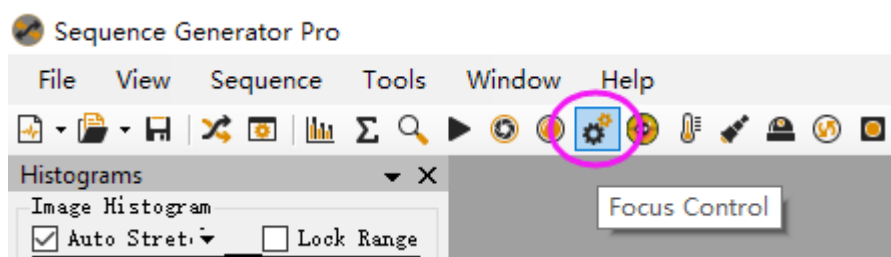 Sequence Generator Pro
File View Sequence Tools Window Help
Histograms
Image Histogram
Focus Control
Auto Stret Lock Range